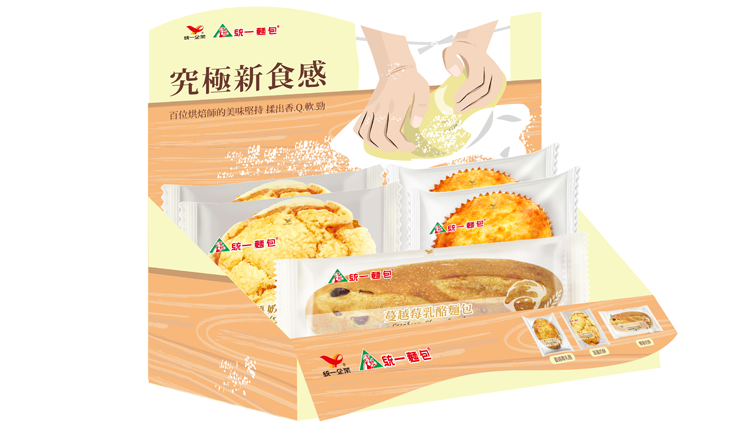 統一企業 統一麵包
究極新食感
百位烘焙師的美味堅持 揉出香.Q.軟.勁
統一麵包
統一麵包
統一麵包
蔓越莓乳酪麵包
統一企業 統一麵包